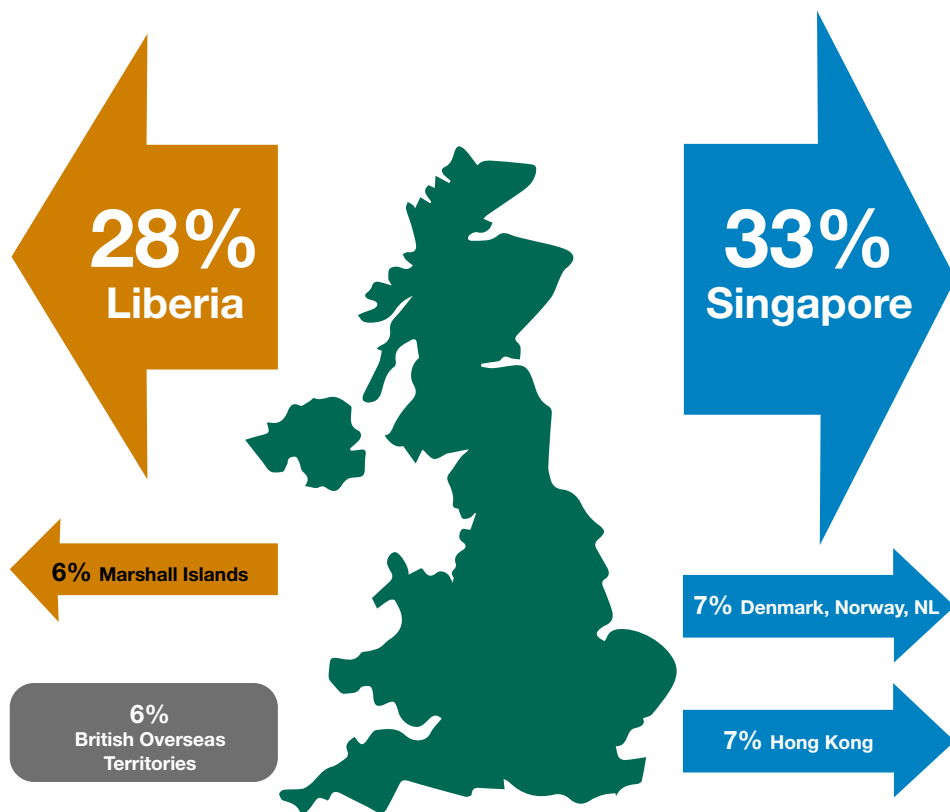 28%
Liberia
33%
Singapore
6% Marshall Islands
7% Denmark, Norway, NL
6%
British Overseas
Territories
7% Hong Kong